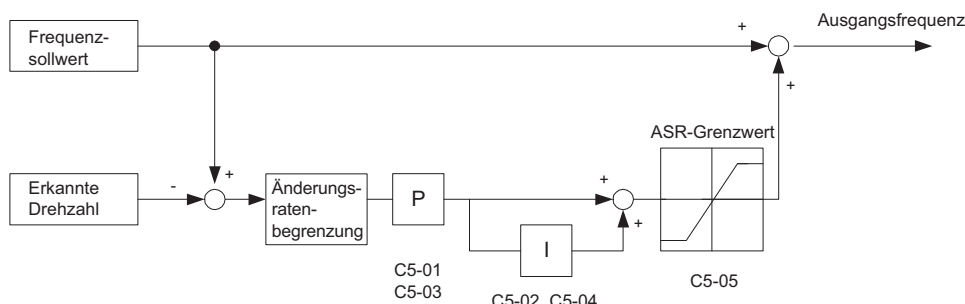 Ausgangsfrequenz
Frequenz-
sollwert
+
+
ASR-Grenzwert
Erkannte
Drehzahl
-
+
Änderungs-
raten-
begrenzung
P
+
+
I
C5-01
C5-03
C5-02, C5-04
C5-05